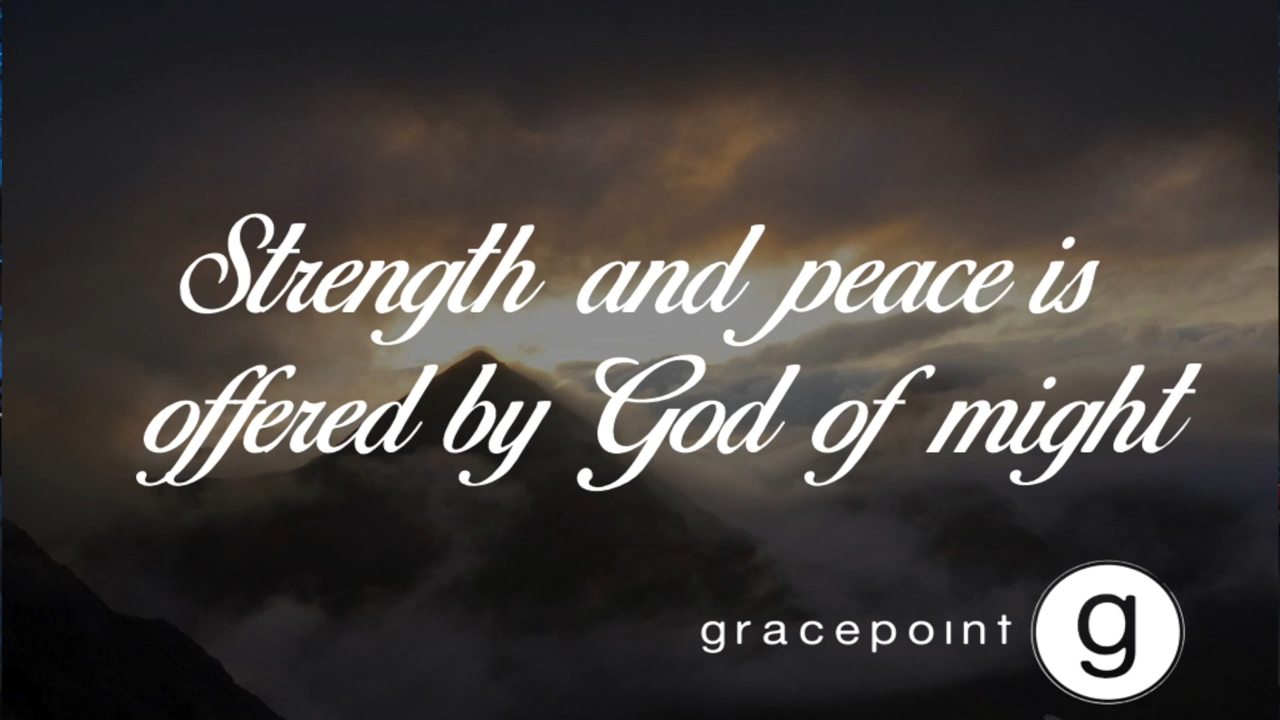 Strength and peace is
offered by God of might
gracepoint
g